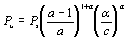 P_u = P_s ( (a-1) / a )^{1+α} ( α / c )^α